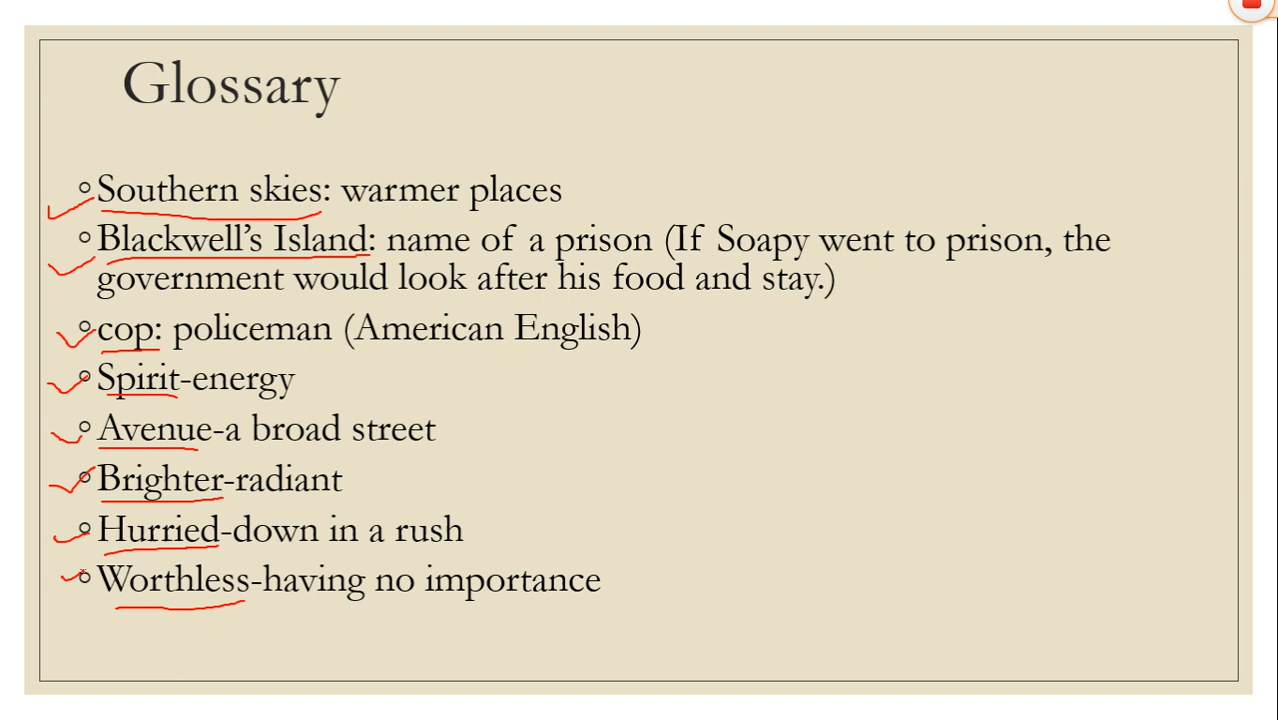 Glossary
Southern skies: warmer places
Blackwell’s Island: name of a prison (If Soapy went to prison, the
government would look after his food and stay.)
cop: policeman (American English)
Spirit-energy
Avenue-a broad street
Brighter-radiant
Hurried-down in a rush
Worthless-having no importance